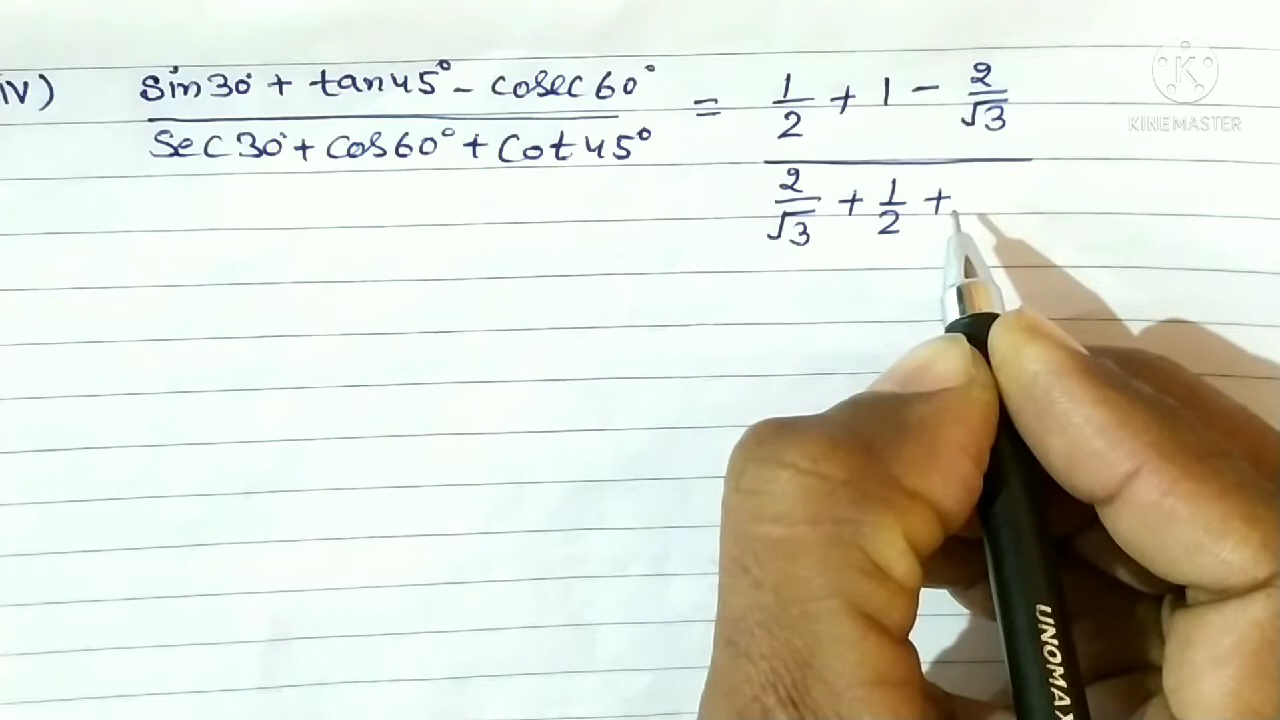 iv) sin30° + tan45° - cosec60° = 1/2 + 1 - 2/√3
sec30° + cos60° + cot45° 2/√3 + 1/2 +
K
KINEMASTER
UNOMAX